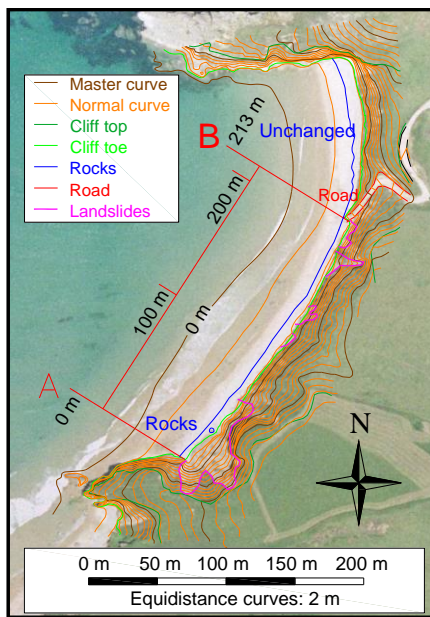 Master curve
Normal curve
Cliff top
Cliff toe
Rocks
Road
Landslides
B
213 m
Unchanged
200 m
Road
100 m
0 m
A
0 m
Rocks
N
0 m 50 m 100 m 150 m 200 m
Equidistance curves: 2 m